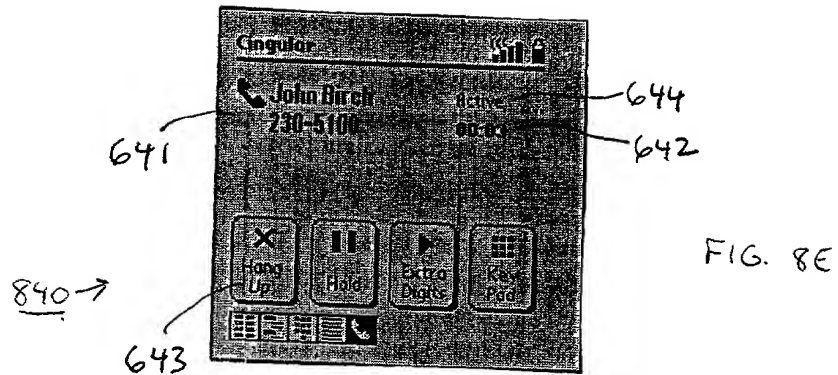 Cingular
John Birch
Active
644
230-5100
00:03
642
641
Hang Up
Hold
Extra Digits
Key Pad
FIG. 8E
840
643